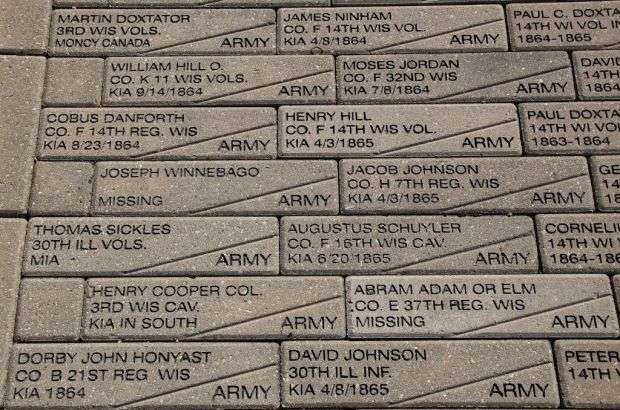 MARTIN DOXTATOR
3RD WIS VOLS.
MONCY CANADA ARMY
JAMES NINHAM
CO. F 14TH WIS VOL.
KIA 4/8/1864 ARMY
PAUL C. DOXTA
14TH WI VOL IN
1864-1865
WILLIAM HILL O.
CO. K 11 WIS VOLS.
KIA 9/14/1864 ARMY
MOSES JORDAN
CO. F 32ND WIS
KIA 7/8/1864 ARMY
DAVID
14TH
KIA
COBUS DANFORTH
CO. F 14TH REG. WIS
KIA 8/23/1864 ARMY
HENRY HILL
CO. F 14TH WIS VOL.
KIA 4/3/1865 ARMY
PAUL DOXTA
14TH WI VOL
1863-1864
JOSEPH WINNEBAGO
MISSING ARMY
JACOB JOHNSON
CO. H 7TH REG. WIS
KIA 4/3/1865 ARMY
GE
14
THOMAS SICKLES
30TH ILL VOLS.
MIA ARMY
AUGUSTUS SCHUYLER
CO. F 16TH WIS CAV.
KIA 6/20/1865 ARMY
CORNELIU
14TH WI V
1864-186
HENRY COOPER COL.
3RD WIS CAV.
KIA IN SOUTH ARMY
ABRAM ADAM OR ELM
CO. E 37TH REG. WIS
MISSING ARMY
DORBY JOHN HONYAST
CO B 21ST REG WIS
KIA 1864 ARMY
DAVID JOHNSON
30TH ILL INF.
KIA 4/8/1865 ARMY
PETER
14TH V